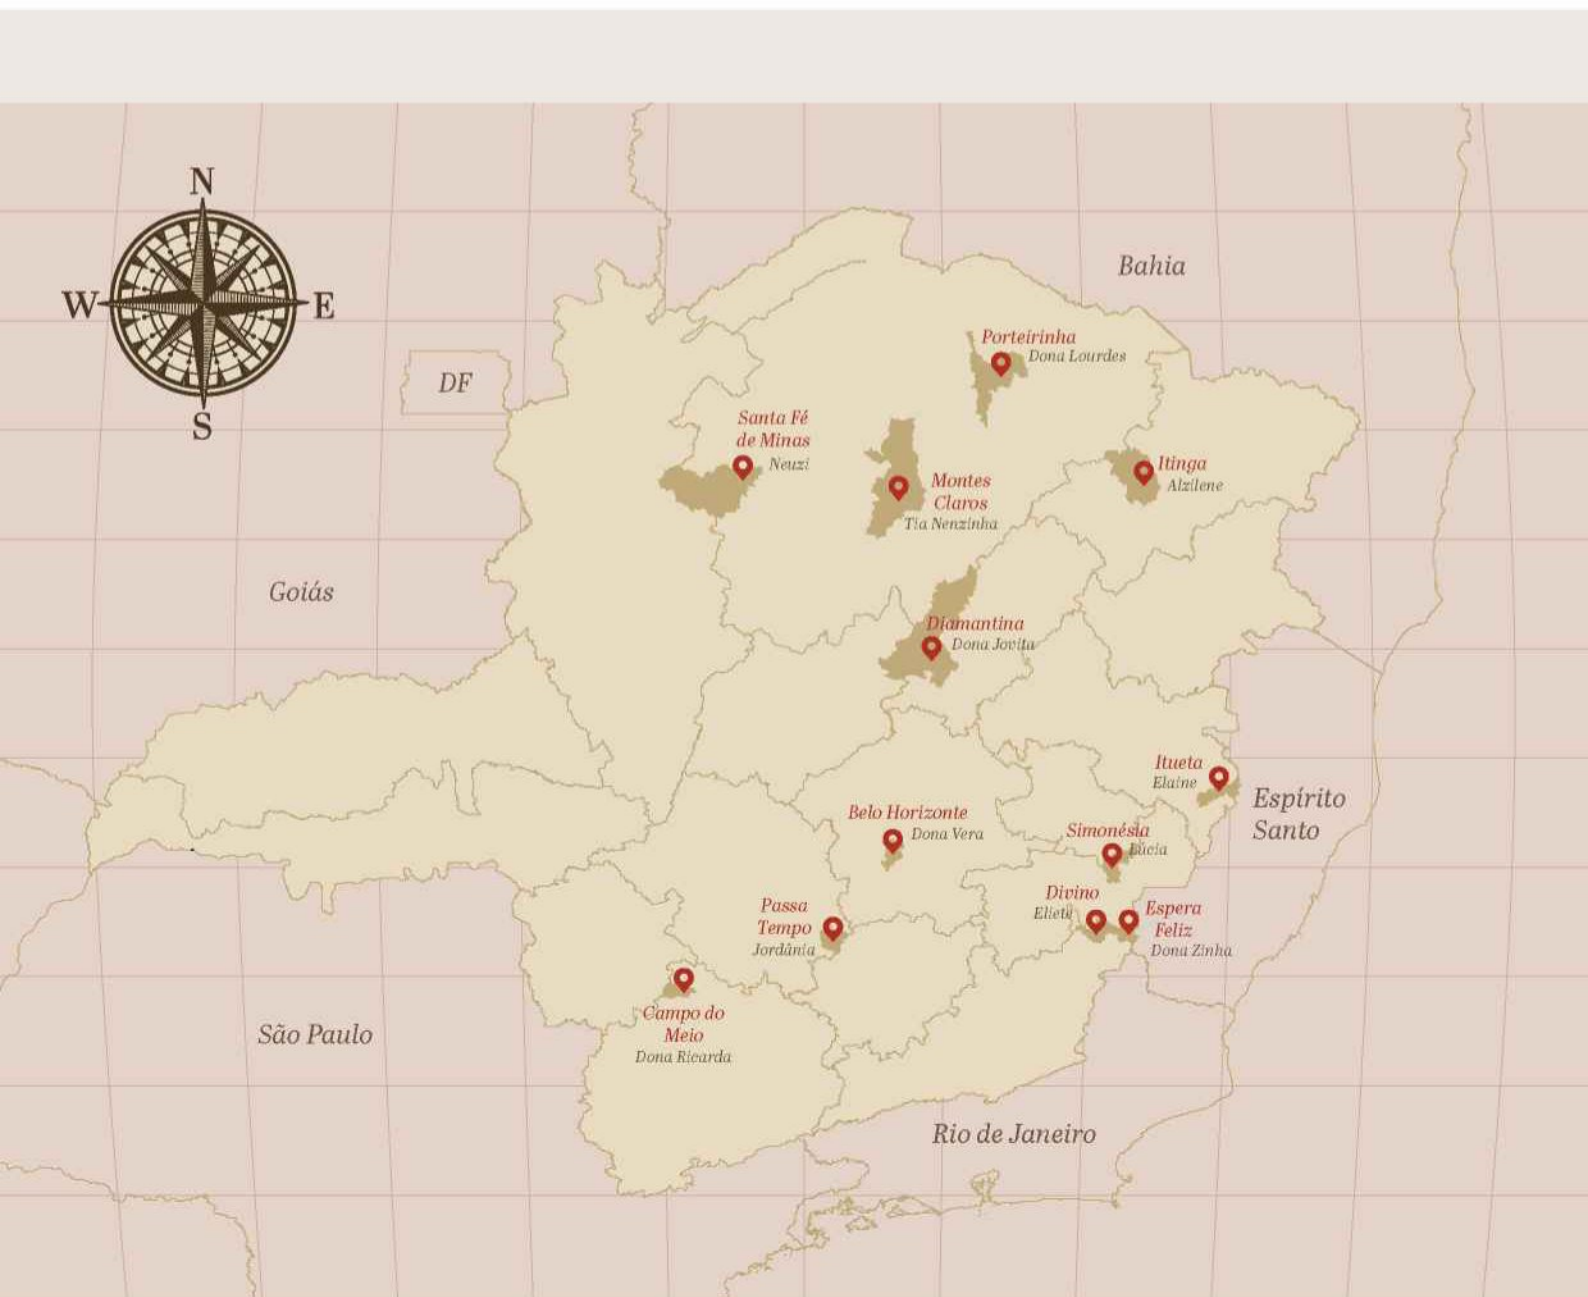 N
W
E
S
Bahia
DF
Porteirinha
Dona Lourdes
Santa Fé
de Minas
Neuzi
Montes
Claros
Tia Nenzinha
Itinga
Alzilene
Goiás
Diamantina
Dona Jovita
Itueta
Elaine
Espírito
Santo
Belo Horizonte
Dona Vera
Simonésia
Lúcia
Divino
Eliete
Espera
Feliz
Dona Zinha
Passa
Tempo
Jordânia
Campo do
Meio
Dona Ricarda
São Paulo
Rio de Janeiro